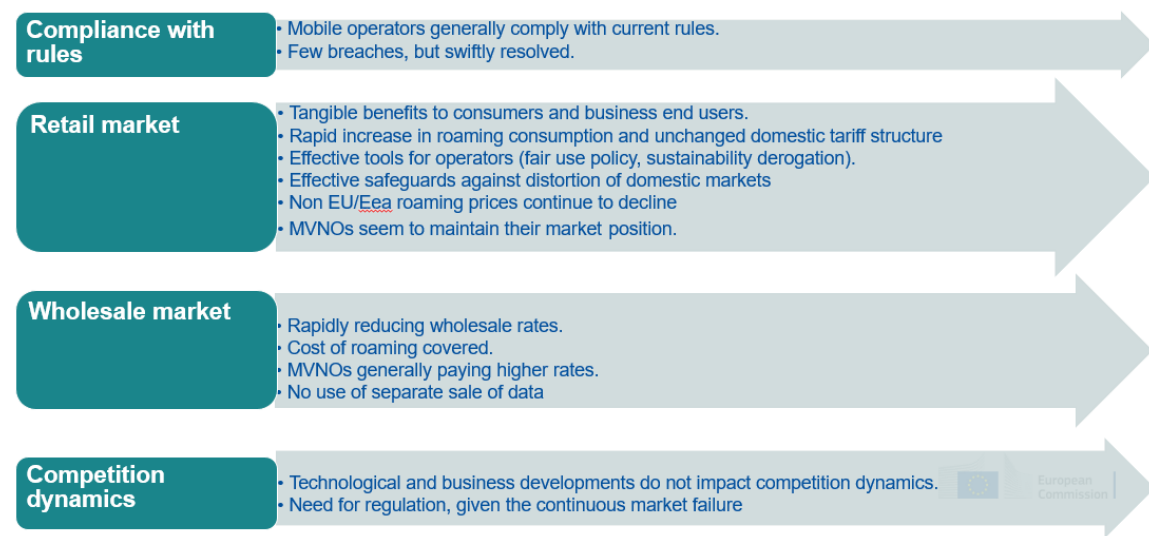 Compliance with
rules
• Mobile operators generally comply with current rules.
• Few breaches, but swiftly resolved.
Retail market
• Tangible benefits to consumers and business end users.
• Rapid increase in roaming consumption and unchanged domestic tariff structure
• Effective tools for operators (fair use policy, sustainability derogation).
• Effective safeguards against distortion of domestic markets
• Non EU/Eea roaming prices continue to decline
• MVNOs seem to maintain their market position.
Wholesale market
• Rapidly reducing wholesale rates.
• Cost of roaming covered.
• MVNOs generally paying higher rates.
• No use of separate sale of data
Competition
dynamics
• Technological and business developments do not impact competition dynamics.
• Need for regulation, given the continuous market failure
European
Commission